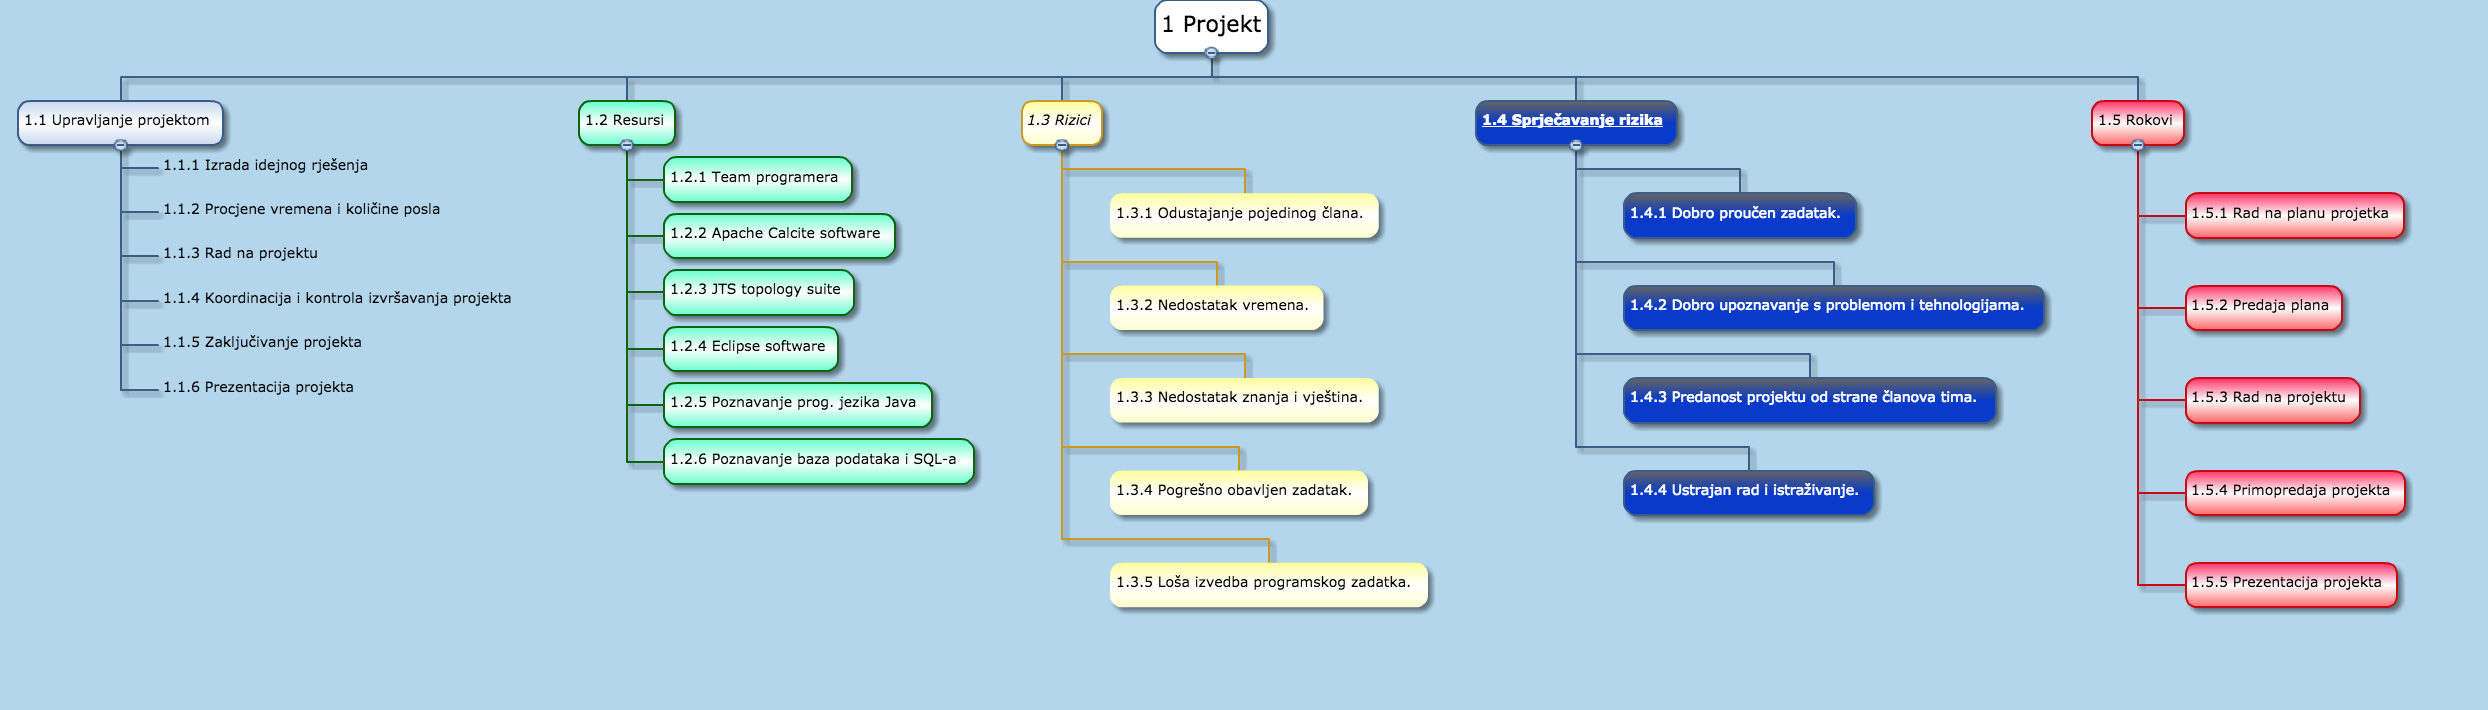 1 Projekt
1.1 Upravljanje projektom
1.1.1 Izrada idejnog rješenja
1.1.2 Procjene vremena i količine posla
1.1.3 Rad na projektu
1.1.4 Koordinacija i kontrola izvršavanja projekta
1.1.5 Zaključivanje projekta
1.1.6 Prezentacija projekta
1.2 Resursi
1.2.1 Team programera
1.2.2 Apache Calcite software
1.2.3 JTS topology suite
1.2.4 Eclipse software
1.2.5 Poznavanje prog. jezika Java
1.2.6 Poznavanje baza podataka i SQL-a
1.3 Rizici
1.3.1 Odustajanje pojedinog člana.
1.3.2 Nedostatak vremena.
1.3.3 Nedostatak znanja i vještina.
1.3.4 Pogrešno obavljen zadatak.
1.3.5 Loša izvedba programskog zadatka.
1.4 Sprječavanje rizika
1.4.1 Dobro proučen zadatak.
1.4.2 Dobro upoznavanje s problemom i tehnologijama.
1.4.3 Predanost projektu od strane članova tima.
1.4.4 Ustrajan rad i istraživanje.
1.5 Rokovi
1.5.1 Rad na planu projetka
1.5.2 Predaja plana
1.5.3 Rad na projektu
1.5.4 Primopredaja projekta
1.5.5 Prezentacija projekta